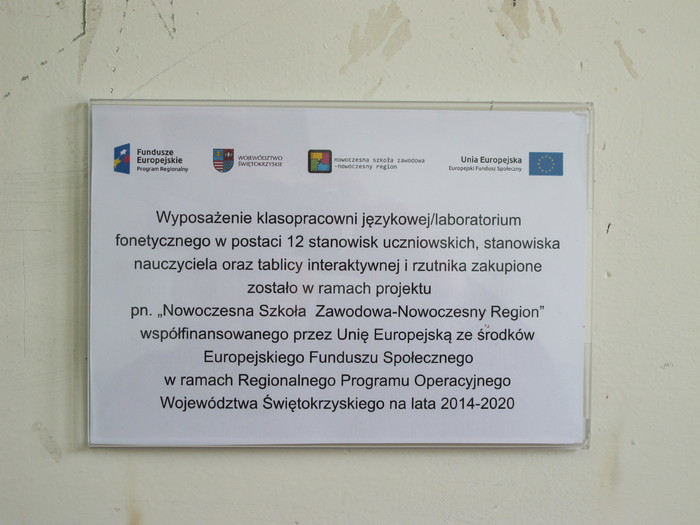 Fundusze Europejskie Program Regionalny
WOJEWÓDZTWO ŚWIĘTOKRZYSKIE
nowoczesna szkoła zawodowa -nowoczesny region
Unia Europejska Europejski Fundusz Społeczny
Wyposażenie klasopracowni językowej/laboratorium
fonetycznego w postaci 12 stanowisk uczniowskich, stanowiska
nauczyciela oraz tablicy interaktywnej i rzutnika zakupione
zostało w ramach projektu
pn. „Nowoczesna Szkoła Zawodowa-Nowoczesny Region”
współfinansowanego przez Unię Europejską ze środków
Europejskiego Funduszu Społecznego
w ramach Regionalnego Programu Operacyjnego
Województwa Świętokrzyskiego na lata 2014-2020